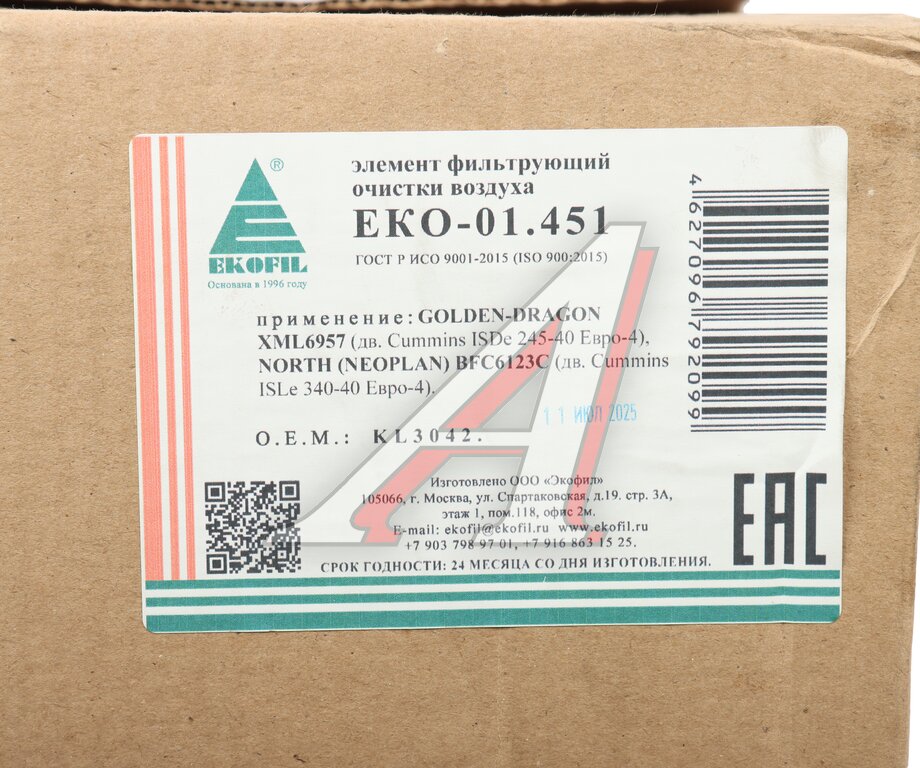 ®
EKOFIL
Основана в 1996 году
элемент фильтрующий
очистки воздуха
ЕКО-01.451
ГОСТ Р ИСО 9001-2015 (ISO 900:2015)
применение: GOLDEN-DRAGON
XML6957 (дв. Cummins ISDe 245-40 Евро-4),
NORTH (NEOPLAN) BFC6123C (дв. Cummins
ISLe 340-40 Евро-4).
11 ИЮЛ 2025
О.Е.М.: KL3042.
Изготовлено ООО «Экофил»
105066, г. Москва, ул. Спартаковская, д.19. стр. 3А,
этаж 1, пом.118, офис 2м.
E-mail: ekofil@ekofil.ru www.ekofil.ru
+7 903 798 97 01, +7 916 863 15 25.
СРОК ГОДНОСТИ: 24 МЕСЯЦА СО ДНЯ ИЗГОТОВЛЕНИЯ.
4627096792099
EAC